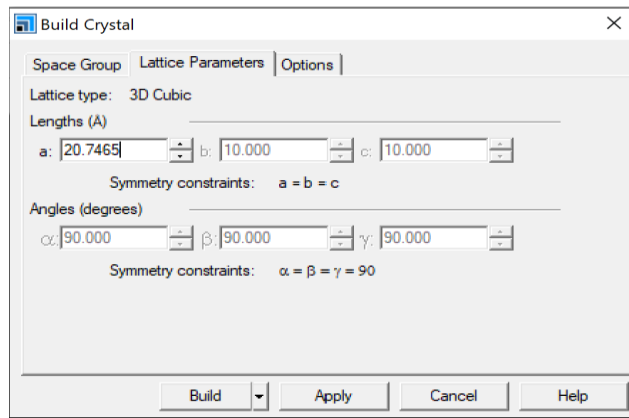 Build Crystal
Space Group Lattice Parameters Options
Lattice type: 3D Cubic
Lengths (Å)
a: 20.7465 b: 10.000 c: 10.000
Symmetry constraints: a = b = c
Angles (degrees)
α: 90.000 β: 90.000 γ: 90.000
Symmetry constraints: α = β = γ = 90
Build Apply Cancel Help